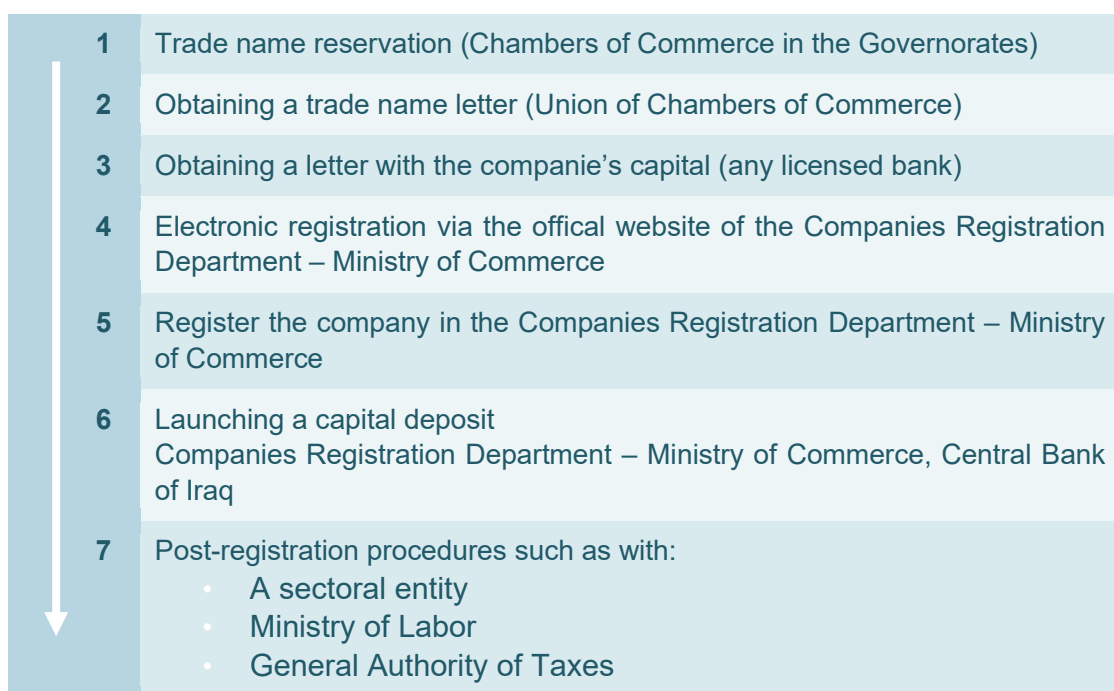 1 Trade name reservation (Chambers of Commerce in the Governorates)
2 Obtaining a trade name letter (Union of Chambers of Commerce)
3 Obtaining a letter with the companie’s capital (any licensed bank)
4 Electronic registration via the offical website of the Companies Registration
Department – Ministry of Commerce
5 Register the company in the Companies Registration Department – Ministry
of Commerce
6 Launching a capital deposit
Companies Registration Department – Ministry of Commerce, Central Bank
of Iraq
7 Post-registration procedures such as with:
• A sectoral entity
• Ministry of Labor
• General Authority of Taxes